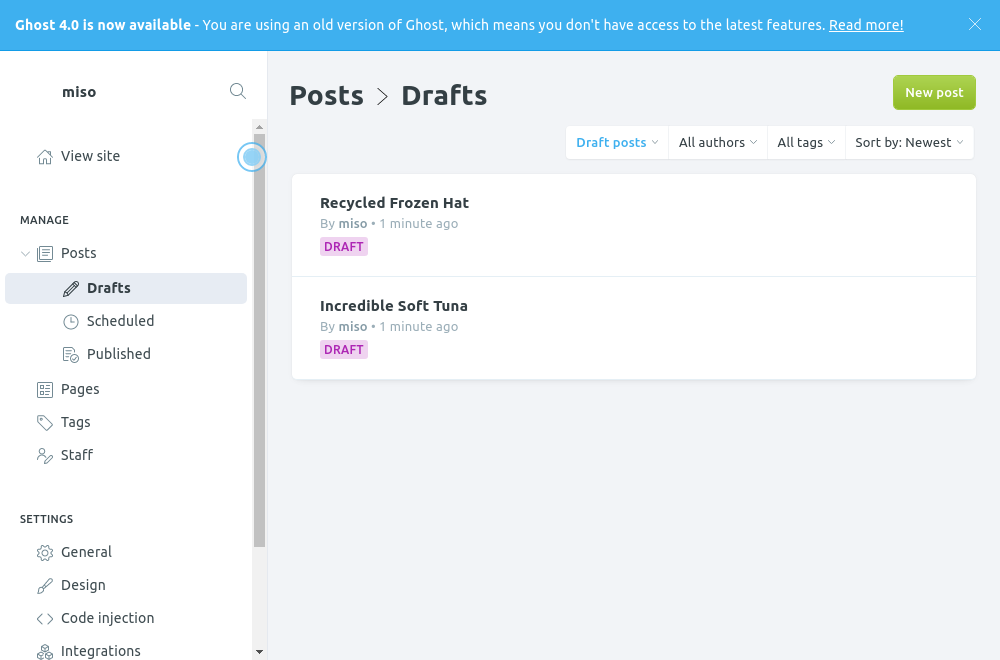 Ghost 4.0 is now available - You are using an old version of Ghost, which means you don't have access to the latest features. Read more!
miso
View site
MANAGE
Posts
Drafts
Scheduled
Published
Pages
Tags
Staff
SETTINGS
General
Design
Code injection
Integrations
Posts > Drafts
New post
Draft posts All authors All tags Sort by: Newest
Recycled Frozen Hat
By miso • 1 minute ago
DRAFT
Incredible Soft Tuna
By miso • 1 minute ago
DRAFT